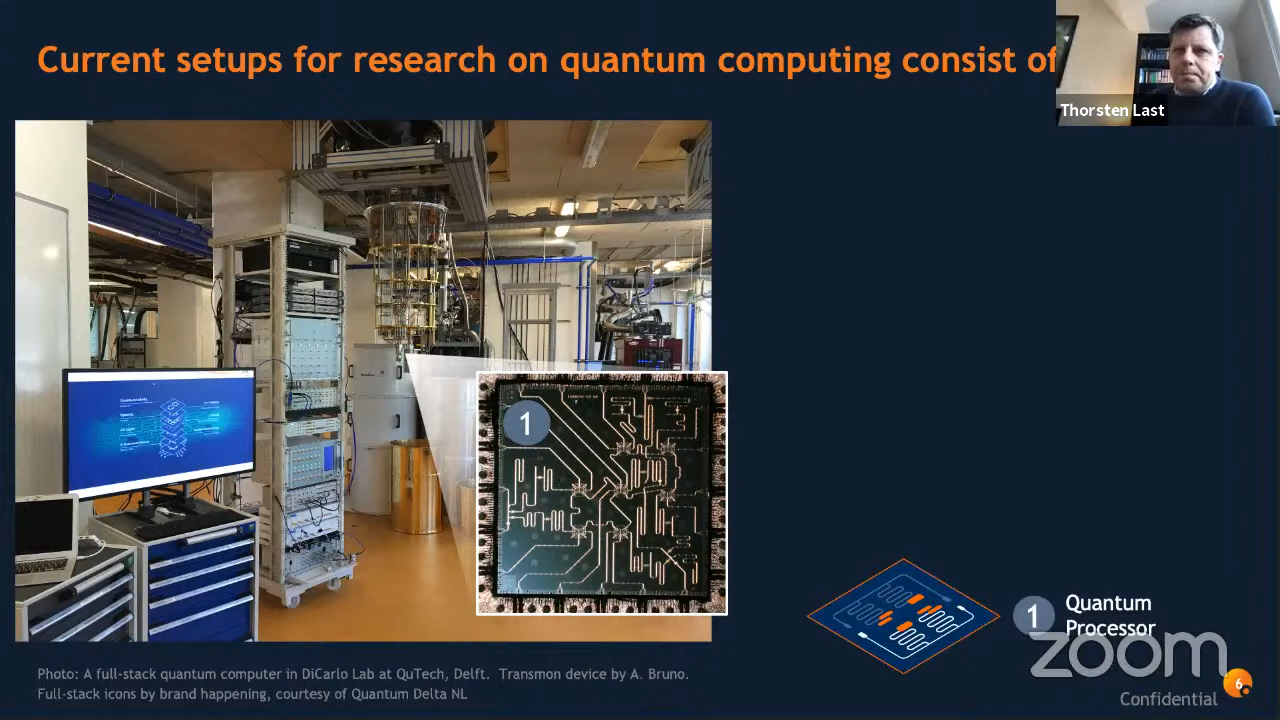 Current setups for research on quantum computing consist of
Thorsten Last
1
1
Quantum
Processor
zoom
Photo: A full-stack quantum computer in DiCarlo Lab at QuTech, Delft. Transmon device by A. Bruno.
Full-stack icons by brand happening, courtesy of Quantum Delta NL
Confidential
6